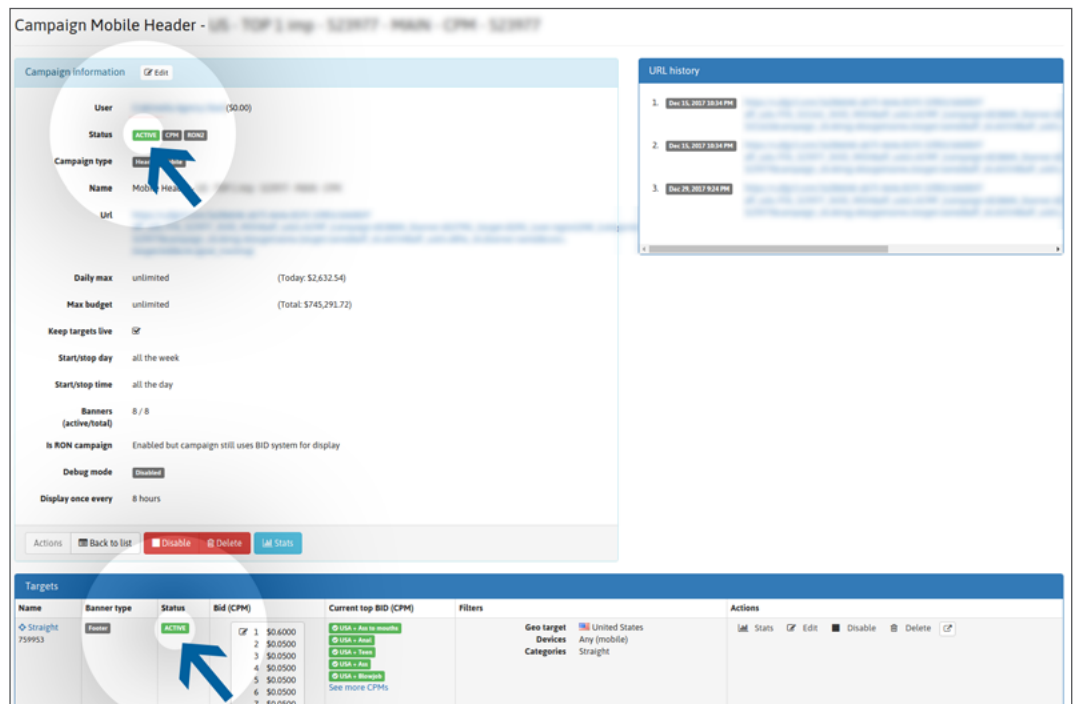 Campaign Mobile Header -
Campaign Information Edit
User ($0.00)
Status ACTIVE CPM RON2
Campaign type
Name Mobile
Url
Daily max unlimited (Today: $2,632.54)
Max budget unlimited (Total: $745,291.72)
Keep targets live
Start/stop day all the week
Start/stop time all the day
Banners 8 / 8
(active/total)
Is RON campaign Enabled but campaign still uses BID system for display
Debug mode Disabled
Display once every 8 hours
Actions Back to list Disable Delete Stats
URL history
1. Dec 15, 2017 10:34 PM
2. Dec 15, 2017 10:34 PM
3. Dec 29, 2017 9:24 PM
Targets
Name Banner type Status Bid (CPM) Current top BID (CPM) Filters Actions
Straight
759953
Footer
ACTIVE
1 $0.6000
2 $0.0500
3 $0.0500
4 $0.0500
5 $0.0500
6 $0.0500
7 $0.0500
USA + Ass to mouths
USA + Anal
USA + Teen
USA + Ass
USA + Blowjob
See more CPMs
Geo target United States
Devices Any (mobile)
Categories Straight
Stats Edit Disable Delete